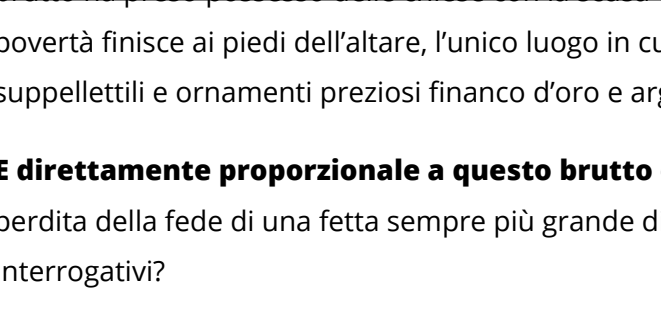 povertà finisce ai piedi dell'altare, l'unico luogo in cu
suppellettili e ornamenti preziosi financo d'oro e arg
E direttamente proporzionale a questo brutto
perdita della fede di una fetta sempre più grande d
interrogativi?